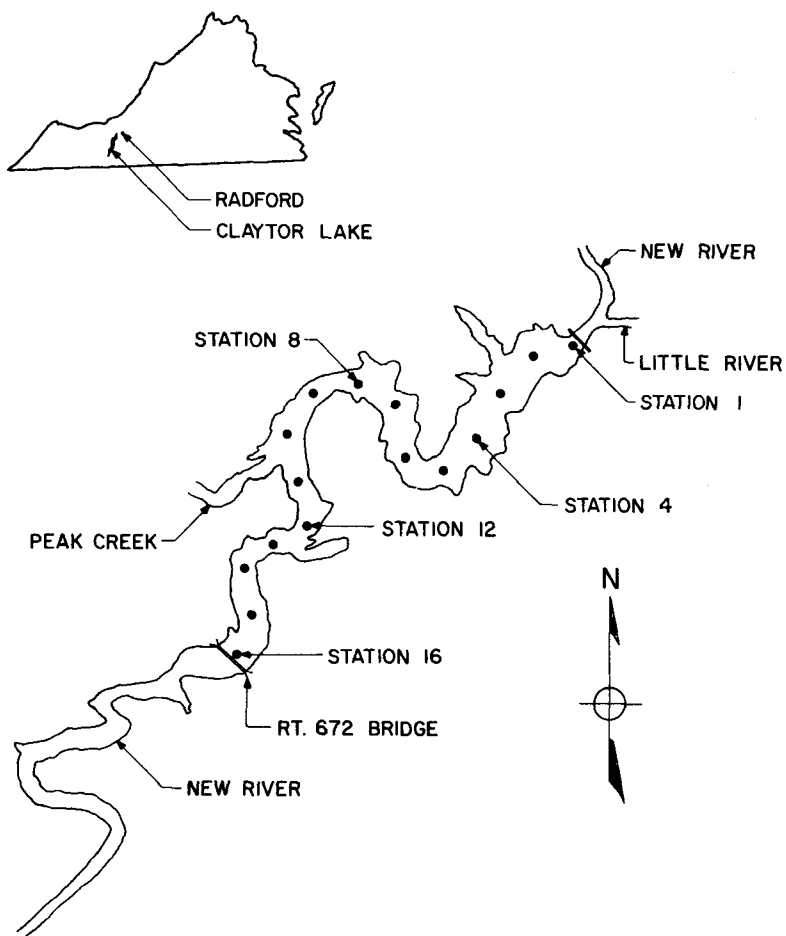 RADFORD
CLAYTOR LAKE
NEW RIVER
STATION 8
LITTLE RIVER
STATION 1
STATION 4
PEAK CREEK
STATION 12
N
STATION 16
RT. 672 BRIDGE
NEW RIVER